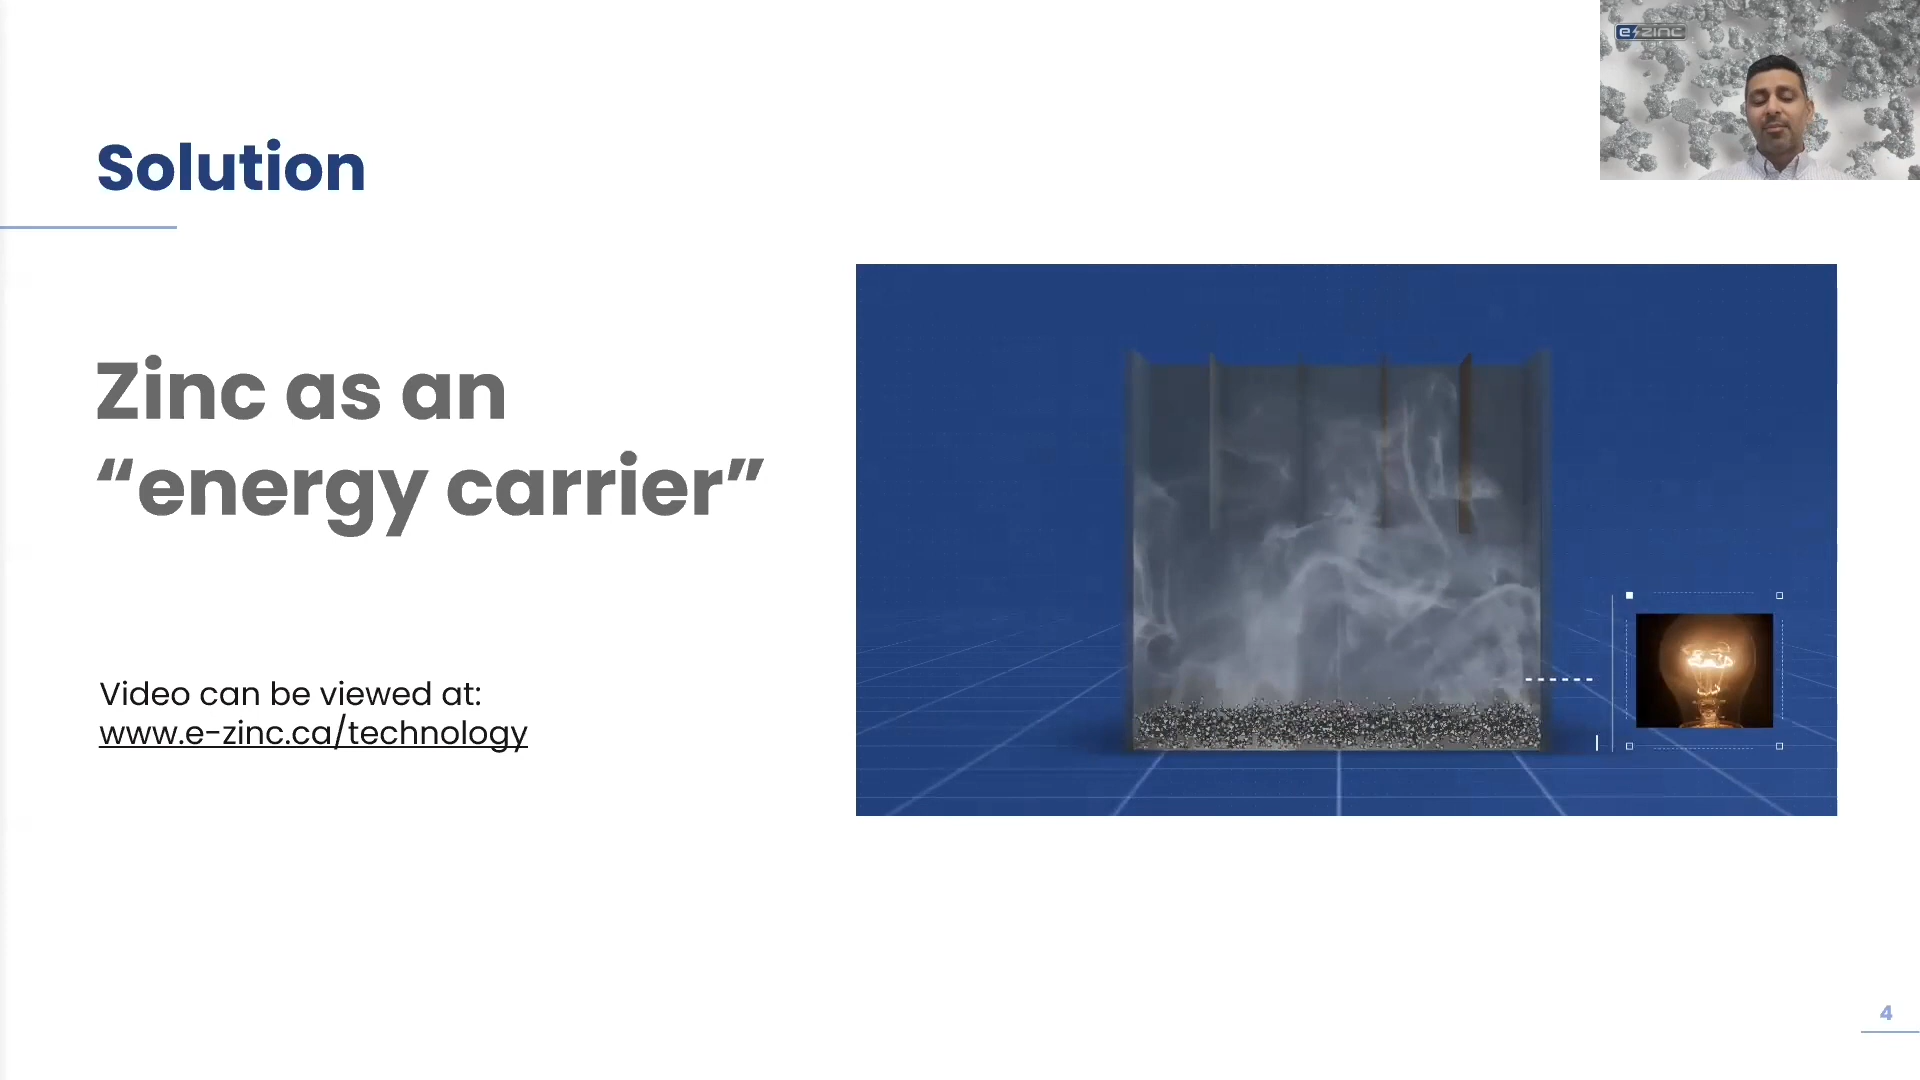 e zinc
Solution
Zinc as an
“energy carrier”
Video can be viewed at:
www.e-zinc.ca/technology
4